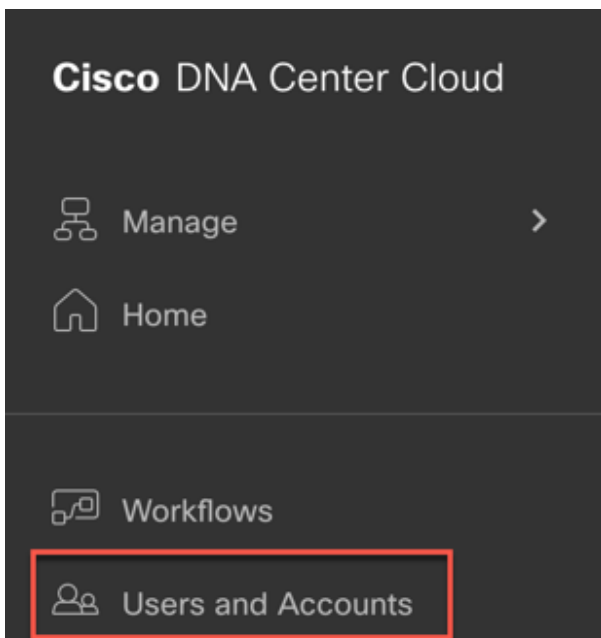 Cisco DNA Center Cloud
Manage
Home
Workflows
Users and Accounts